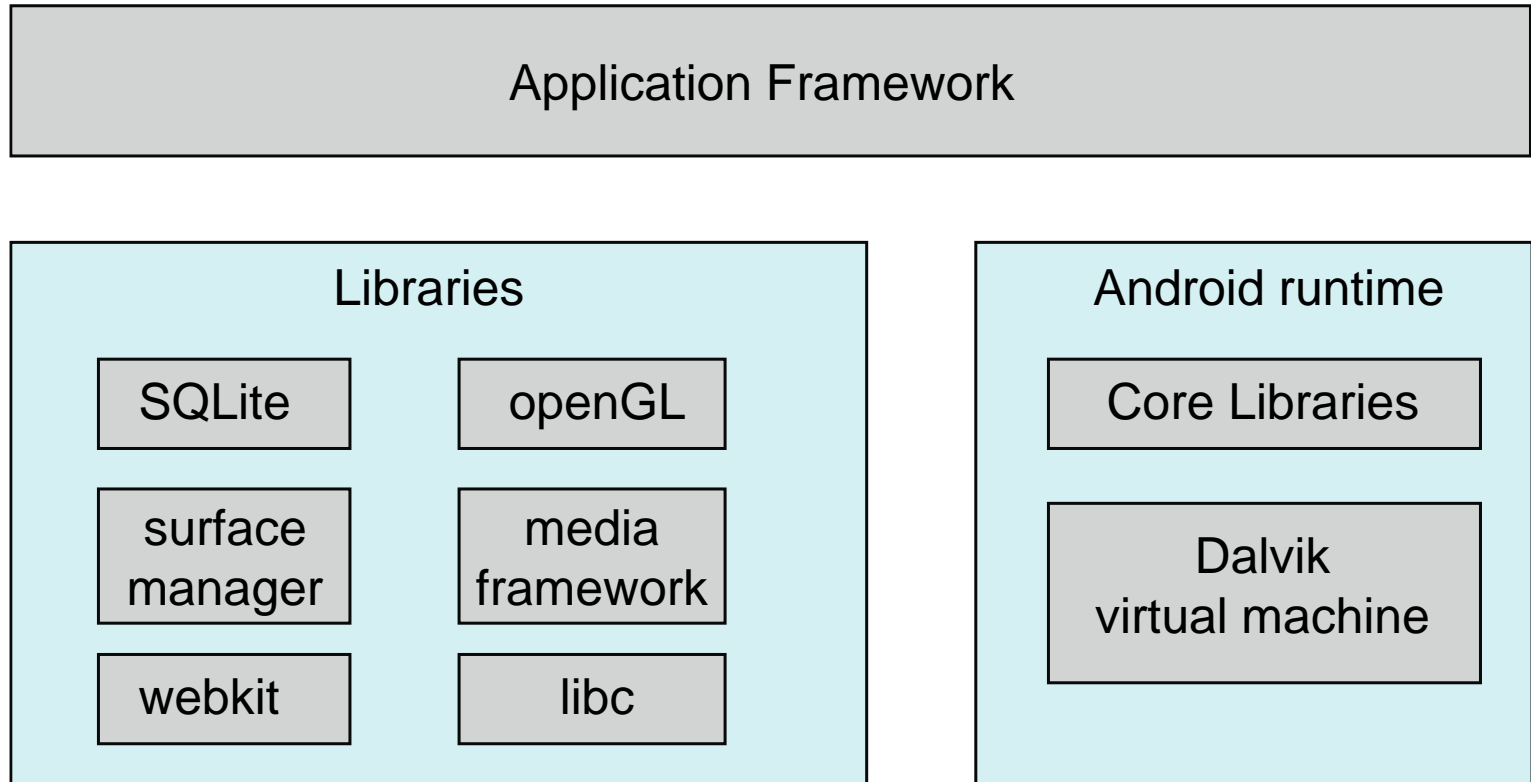 Application Framework
Libraries
SQLite
openGL
surface
manager
media
framework
webkit
libc
Android runtime
Core Libraries
Dalvik
virtual machine